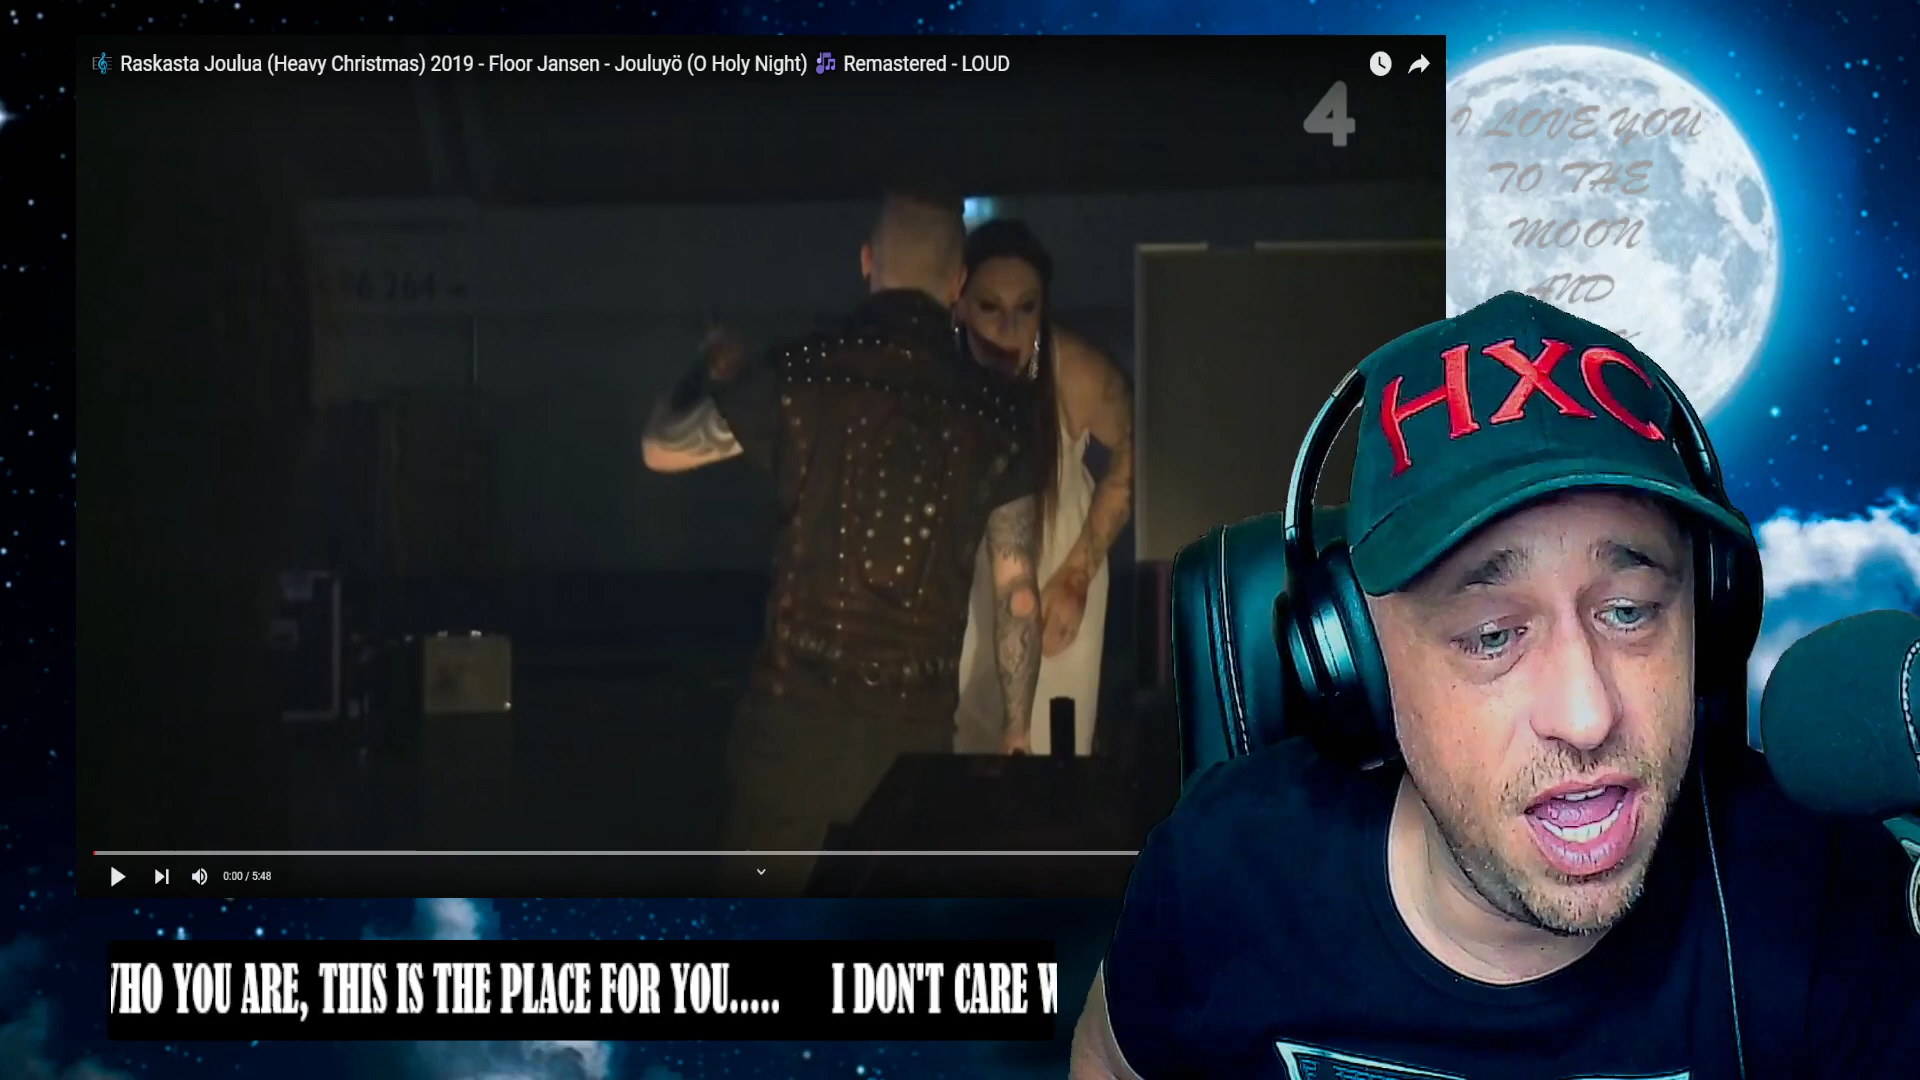 Raskasta Joulua (Heavy Christmas) 2019 - Floor Jansen - Jouluyö (O Holy Night) 🎶 Remastered - LOUD
4
I LOVE YOU
TO THE
MOON
AND
HXC
0:00 / 5:48
WHO YOU ARE, THIS IS THE PLACE FOR YOU..... I DON'T CARE W